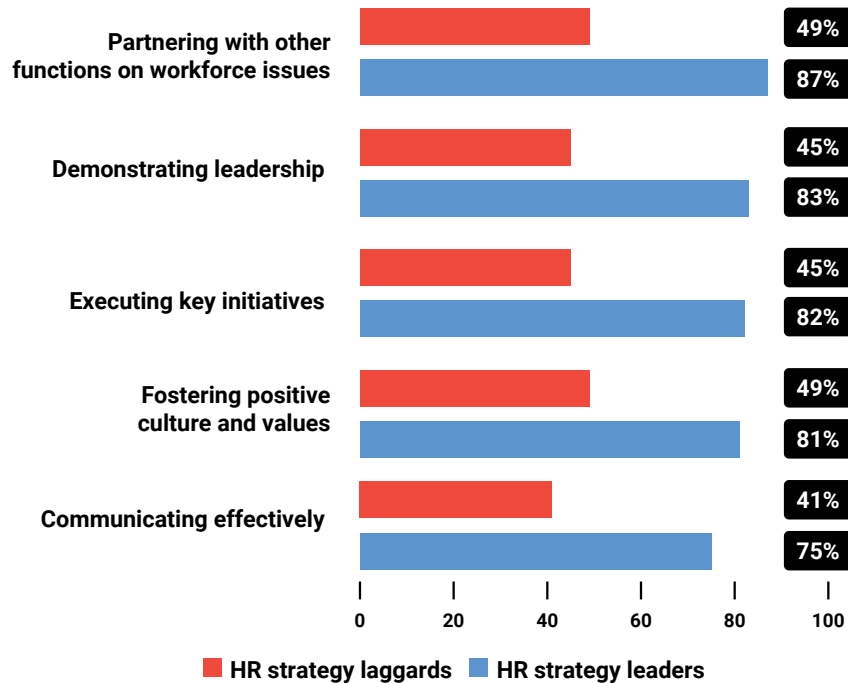 Partnering with other
functions on workforce issues
49%
87%
Demonstrating leadership
45%
83%
Executing key initiatives
45%
82%
Fostering positive
culture and values
49%
81%
Communicating effectively
41%
75%
0 20 40 60 80 100
HR strategy laggards HR strategy leaders